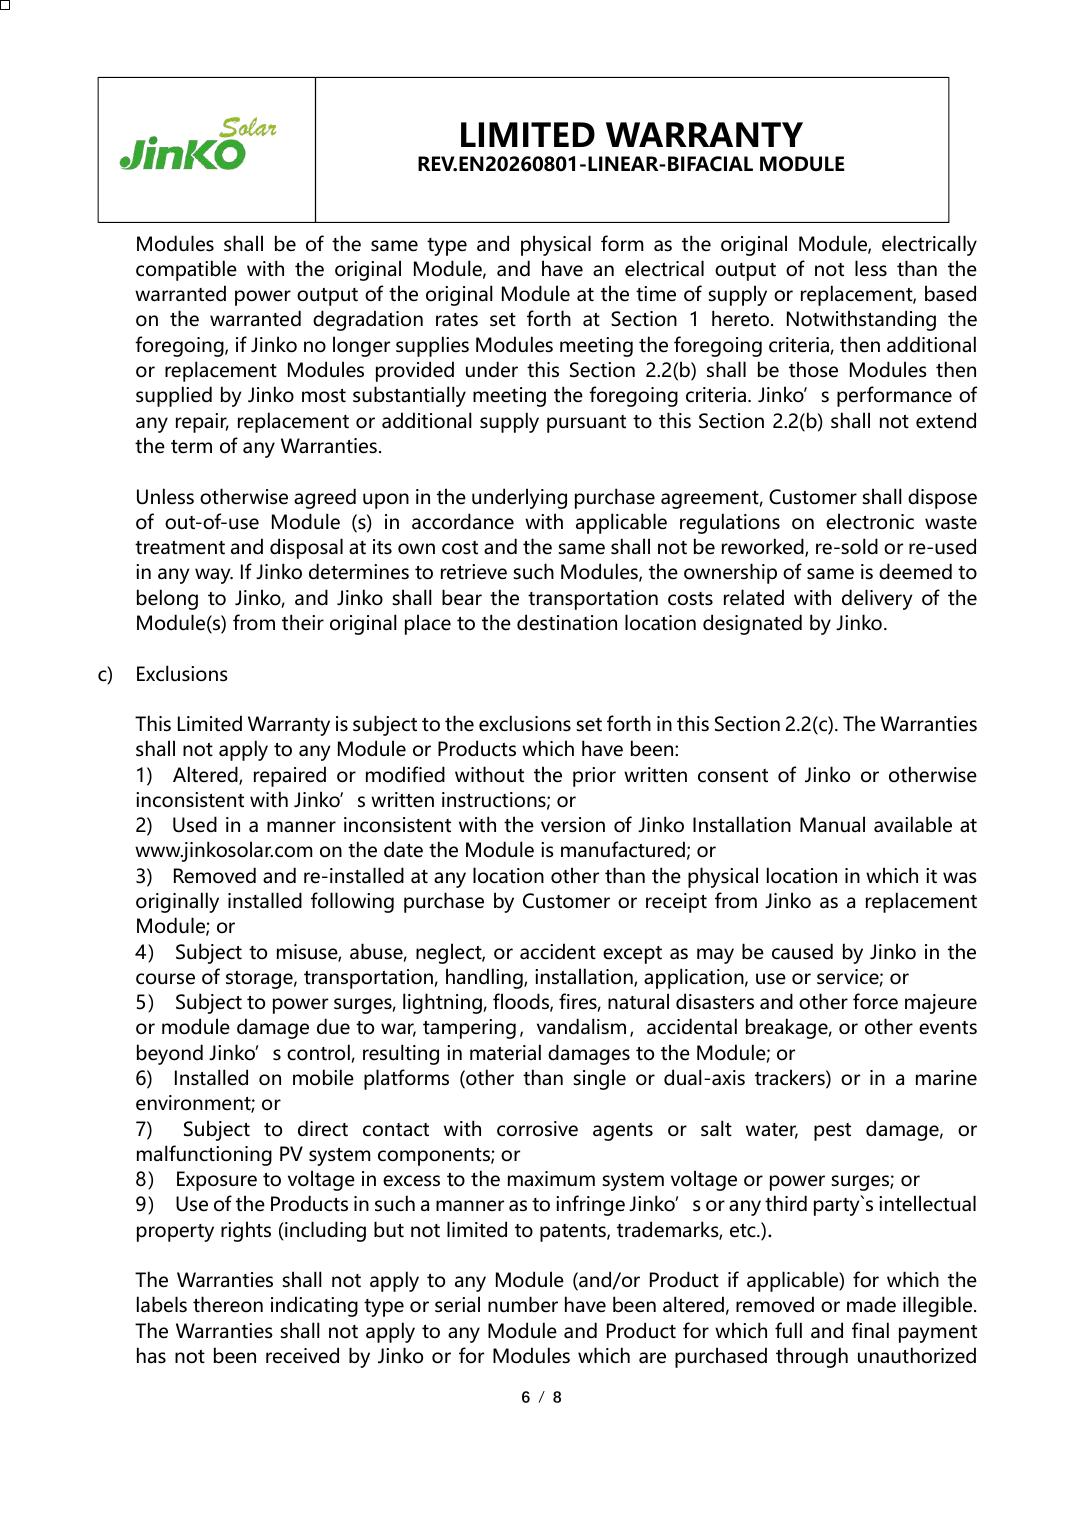 Solar
JinKO
LIMITED WARRANTY
REV.EN20260801-LINEAR-BIFACIAL MODULE
Modules shall be of the same type and physical form as the original Module, electrically
compatible with the original Module, and have an electrical output of not less than the
warranted power output of the original Module at the time of supply or replacement, based
on the warranted degradation rates set forth at Section 1 hereto. Notwithstanding the
foregoing, if Jinko no longer supplies Modules meeting the foregoing criteria, then additional
or replacement Modules provided under this Section 2.2(b) shall be those Modules then
supplied by Jinko most substantially meeting the foregoing criteria. Jinko’s performance of
any repair, replacement or additional supply pursuant to this Section 2.2(b) shall not extend
the term of any Warranties.
Unless otherwise agreed upon in the underlying purchase agreement, Customer shall dispose
of out-of-use Module (s) in accordance with applicable regulations on electronic waste
treatment and disposal at its own cost and the same shall not be reworked, re-sold or re-used
in any way. If Jinko determines to retrieve such Modules, the ownership of same is deemed to
belong to Jinko, and Jinko shall bear the transportation costs related with delivery of the
Module(s) from their original place to the destination location designated by Jinko.
c) Exclusions
This Limited Warranty is subject to the exclusions set forth in this Section 2.2(c). The Warranties
shall not apply to any Module or Products which have been:
1) Altered, repaired or modified without the prior written consent of Jinko or otherwise
inconsistent with Jinko’s written instructions; or
2) Used in a manner inconsistent with the version of Jinko Installation Manual available at
www.jinkosolar.com on the date the Module is manufactured; or
3) Removed and re-installed at any location other than the physical location in which it was
originally installed following purchase by Customer or receipt from Jinko as a replacement
Module; or
4) Subject to misuse, abuse, neglect, or accident except as may be caused by Jinko in the
course of storage, transportation, handling, installation, application, use or service; or
5) Subject to power surges, lightning, floods, fires, natural disasters and other force majeure
or module damage due to war, tampering，vandalism，accidental breakage, or other events
beyond Jinko’s control, resulting in material damages to the Module; or
6) Installed on mobile platforms (other than single or dual-axis trackers) or in a marine
environment; or
7) Subject to direct contact with corrosive agents or salt water, pest damage, or
malfunctioning PV system components; or
8) Exposure to voltage in excess to the maximum system voltage or power surges; or
9) Use of the Products in such a manner as to infringe Jinko’s or any third party`s intellectual
property rights (including but not limited to patents, trademarks, etc.).
The Warranties shall not apply to any Module (and/or Product if applicable) for which the
labels thereon indicating type or serial number have been altered, removed or made illegible.
The Warranties shall not apply to any Module and Product for which full and final payment
has not been received by Jinko or for Modules which are purchased through unauthorized
6 / 8